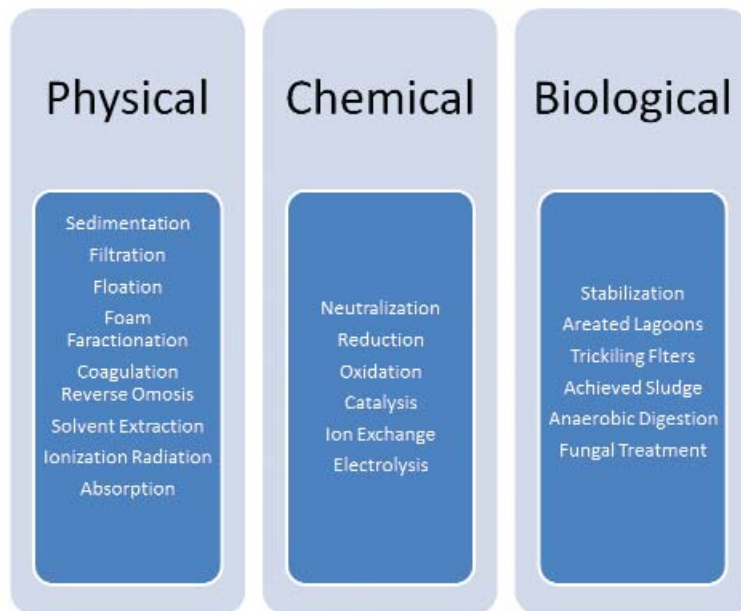 Physical
Sedimentation
Filtration
Floation
Foam
Faractionation
Coagulation
Reverse Omosis
Solvent Extraction
Ionization Radiation
Absorption
Chemical
Neutralization
Reduction
Oxidation
Catalysis
Ion Exchange
Electrolysis
Biological
Stabilization
Areated Lagoons
Trickiling Flters
Achieved Sludge
Anaerobic Digestion
Fungal Treatment